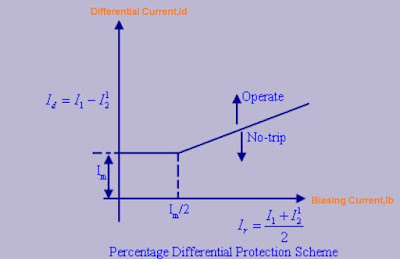 Differential Current,Id
I_d = I_1 - I_2^1
Operate
No-trip
I_m
I_m/2
Biasing Current,Ib
I_r = \frac{I_1 + I_2^1}{2}
Percentage Differential Protection Scheme